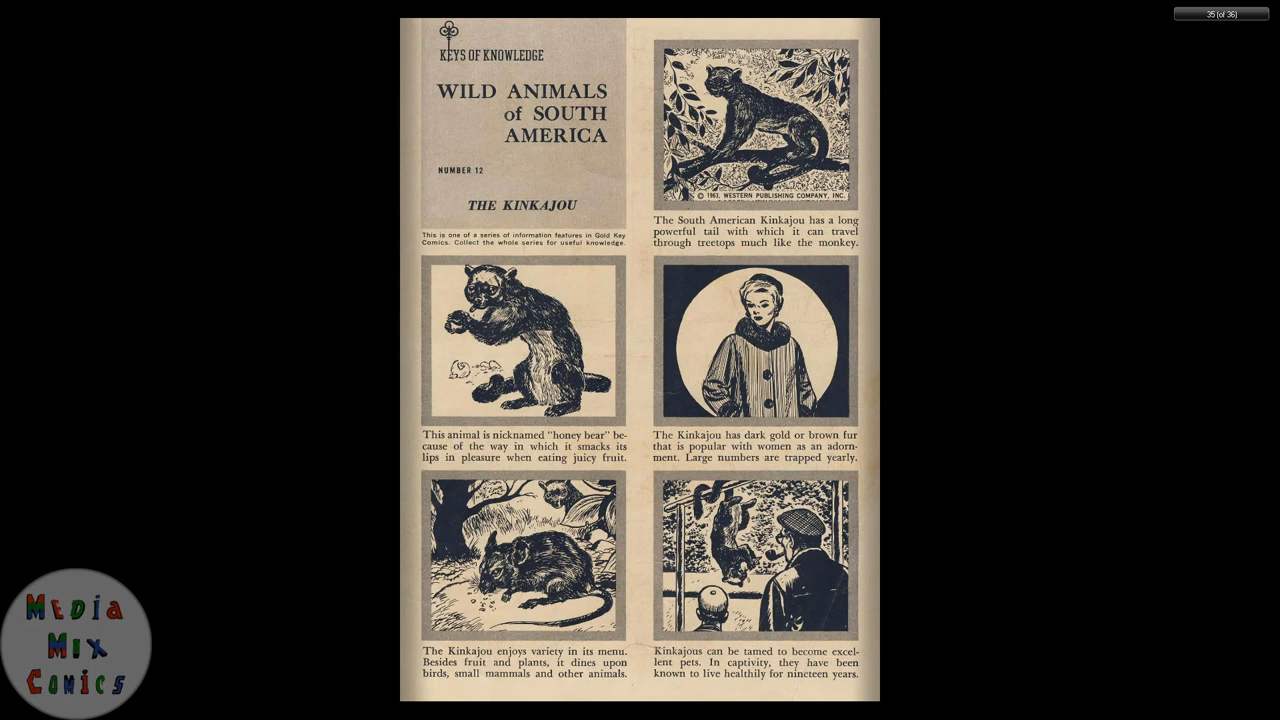 35 (of 36)
KEYS OF KNOWLEDGE
WILD ANIMALS
of SOUTH
AMERICA
NUMBER 12
THE KINKAJOU
This is one of a series of information features in Gold Key
Comics. Collect the whole series for useful knowledge.
© 1963, WESTERN PUBLISHING COMPANY, INC.
The South American Kinkajou has a long
powerful tail with which it can travel
through treetops much like the monkey.
This animal is nicknamed "honey bear" be-
cause of the way in which it smacks its
lips in pleasure when eating juicy fruit.
The Kinkajou has dark gold or brown fur
that is popular with women as an adorn-
ment. Large numbers are trapped yearly.
The Kinkajou enjoys variety in its menu.
Besides fruit and plants, it dines upon
birds, small mammals and other animals.
Kinkajous can be tamed to become excel-
lent pets. In captivity, they have been
known to live healthily for nineteen years.
MEDIA
MIX
COMICS